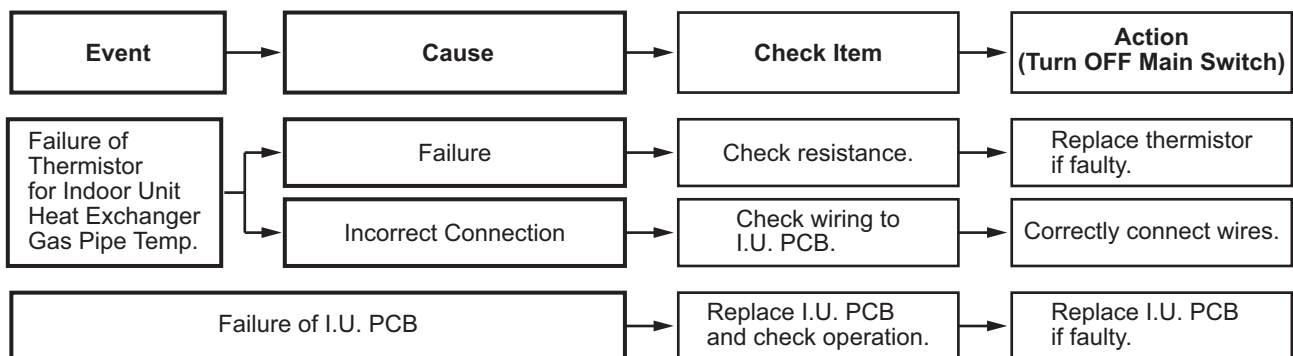 Event
Cause
Check Item
Action
(Turn OFF Main Switch)
Failure of
Thermistor
for Indoor Unit
Heat Exchanger
Gas Pipe Temp.
Failure
Check resistance.
Replace thermistor
if faulty.
Incorrect Connection
Check wiring to
I.U. PCB.
Correctly connect wires.
Failure of I.U. PCB
Replace I.U. PCB
and check operation.
Replace I.U. PCB
if faulty.